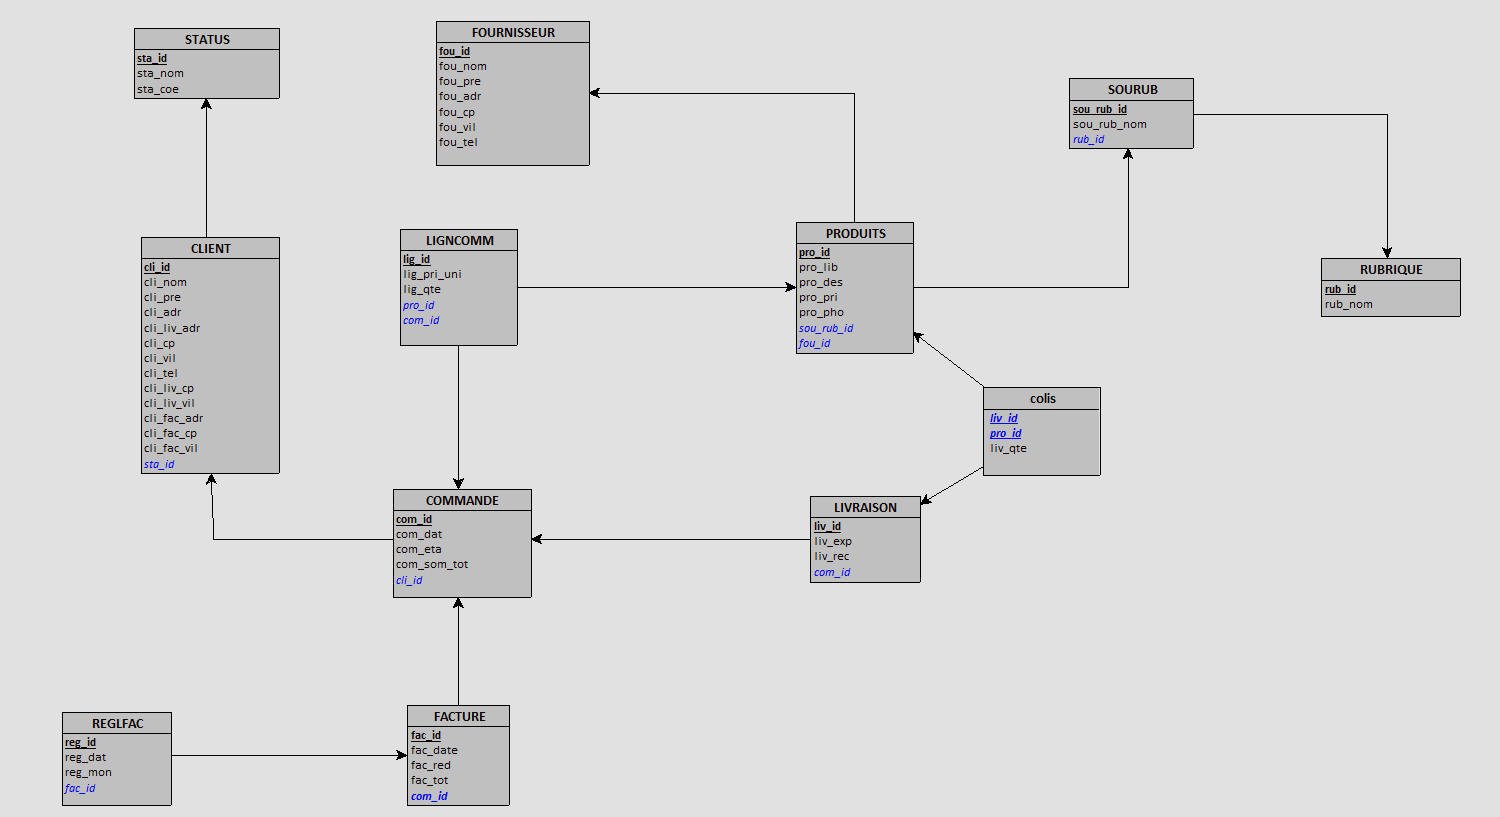 STATUS
sta_id
sta_nom
sta_coe
FOURNISSEUR
fou_id
fou_nom
fou_pre
fou_adr
fou_cp
fou_vil
fou_tel
SOURUB
sou_rub_id
sou_rub_nom
rub_id
CLIENT
cli_id
cli_nom
cli_pre
cli_adr
cli_liv_adr
cli_cp
cli_vil
cli_tel
cli_liv_cp
cli_liv_vil
cli_fac_adr
cli_fac_cp
cli_fac_vil
sta_id
LIGNCOMM
lig_id
lig_pri_uni
lig_qte
pro_id
com_id
PRODUITS
pro_id
pro_lib
pro_des
pro_pri
pro_pho
sou_rub_id
fou_id
RUBRIQUE
rub_id
rub_nom
colis
liv_id
pro_id
liv_qte
COMMANDE
com_id
com_dat
com_eta
com_som_tot
cli_id
LIVRAISON
liv_id
liv_exp
liv_rec
com_id
REGLFAC
reg_id
reg_dat
reg_mon
fac_id
FACTURE
fac_id
fac_date
fac_red
fac_tot
com_id